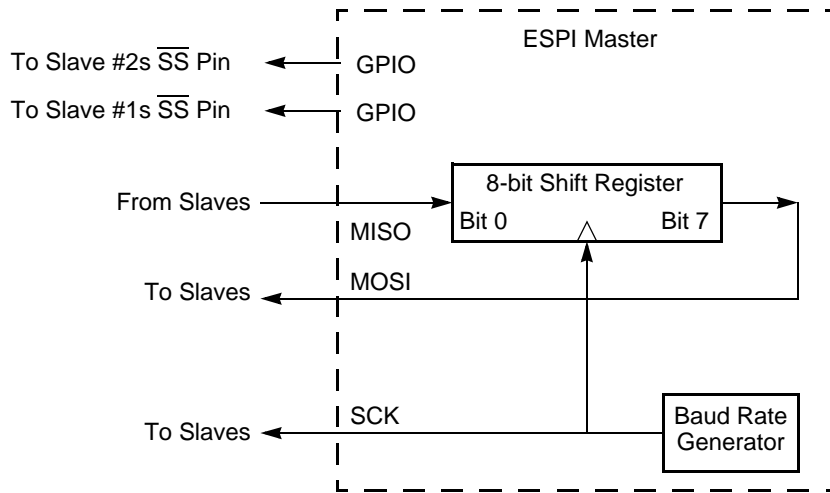 ESPI Master
To Slave #2s SS Pin
GPIO
To Slave #1s SS Pin
GPIO
8-bit Shift Register
From Slaves
Bit 0
Bit 7
MISO
MOSI
To Slaves
SCK
To Slaves
Baud Rate
Generator